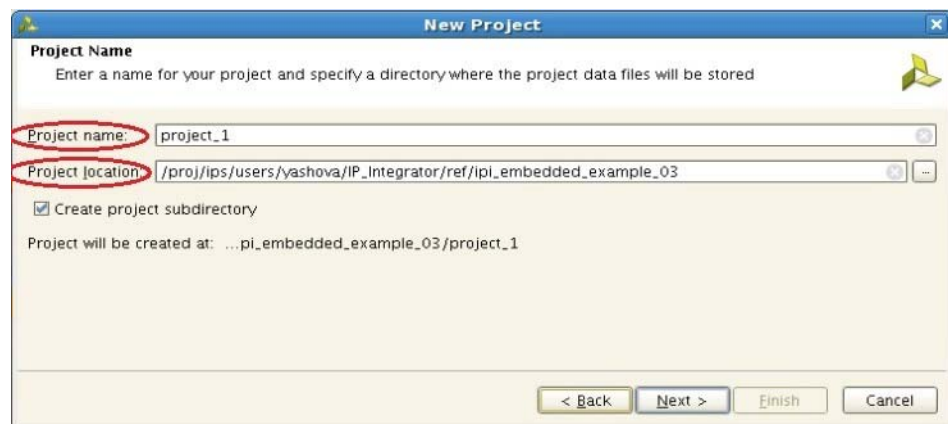 New Project
Project Name
Enter a name for your project and specify a directory where the project data files will be stored
Project name: project_1
Project location: /proj/ips/users/yashova/IP_Integrator/ref/ipi_embedded_example_03 ...
Create project subdirectory
Project will be created at: ...pi_embedded_example_03/project_1
< Back Next > Finish Cancel